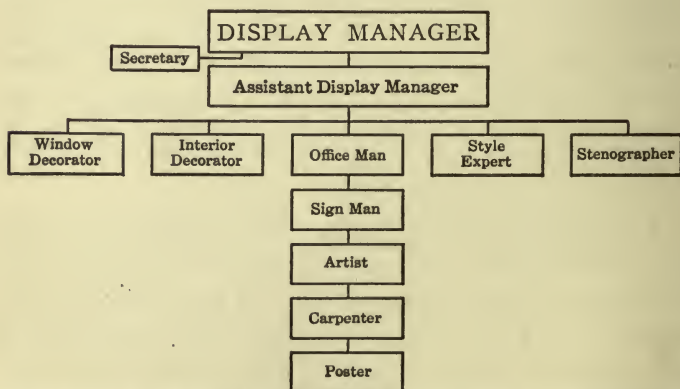 DISPLAY MANAGER
Secretary
Assistant Display Manager
Window
Decorator
Interior
Decorator
Office Man
Style
Expert
Stenographer
Sign Man
Artist
Carpenter
Poster